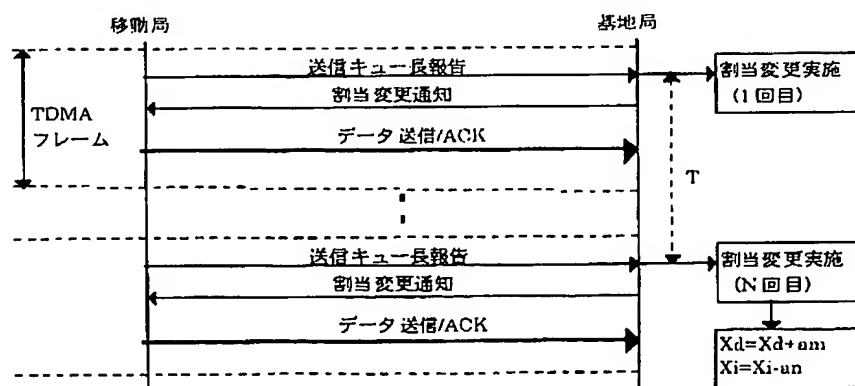 移動局
基地局
送信キュー長報告
割当変更実施
(1回目)
割当変更通知
TDMA
フレーム
データ送信/ACK
T
送信キュー長報告
割当変更実施
(N回目)
割当変更通知
データ送信/ACK
Xd=Xd+am
Xi=Xi-an